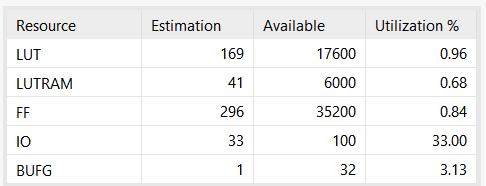 Resource Estimation Available Utilization %
LUT 169 17600 0.96
LUTRAM 41 6000 0.68
FF 296 35200 0.84
IO 33 100 33.00
BUFG 1 32 3.13